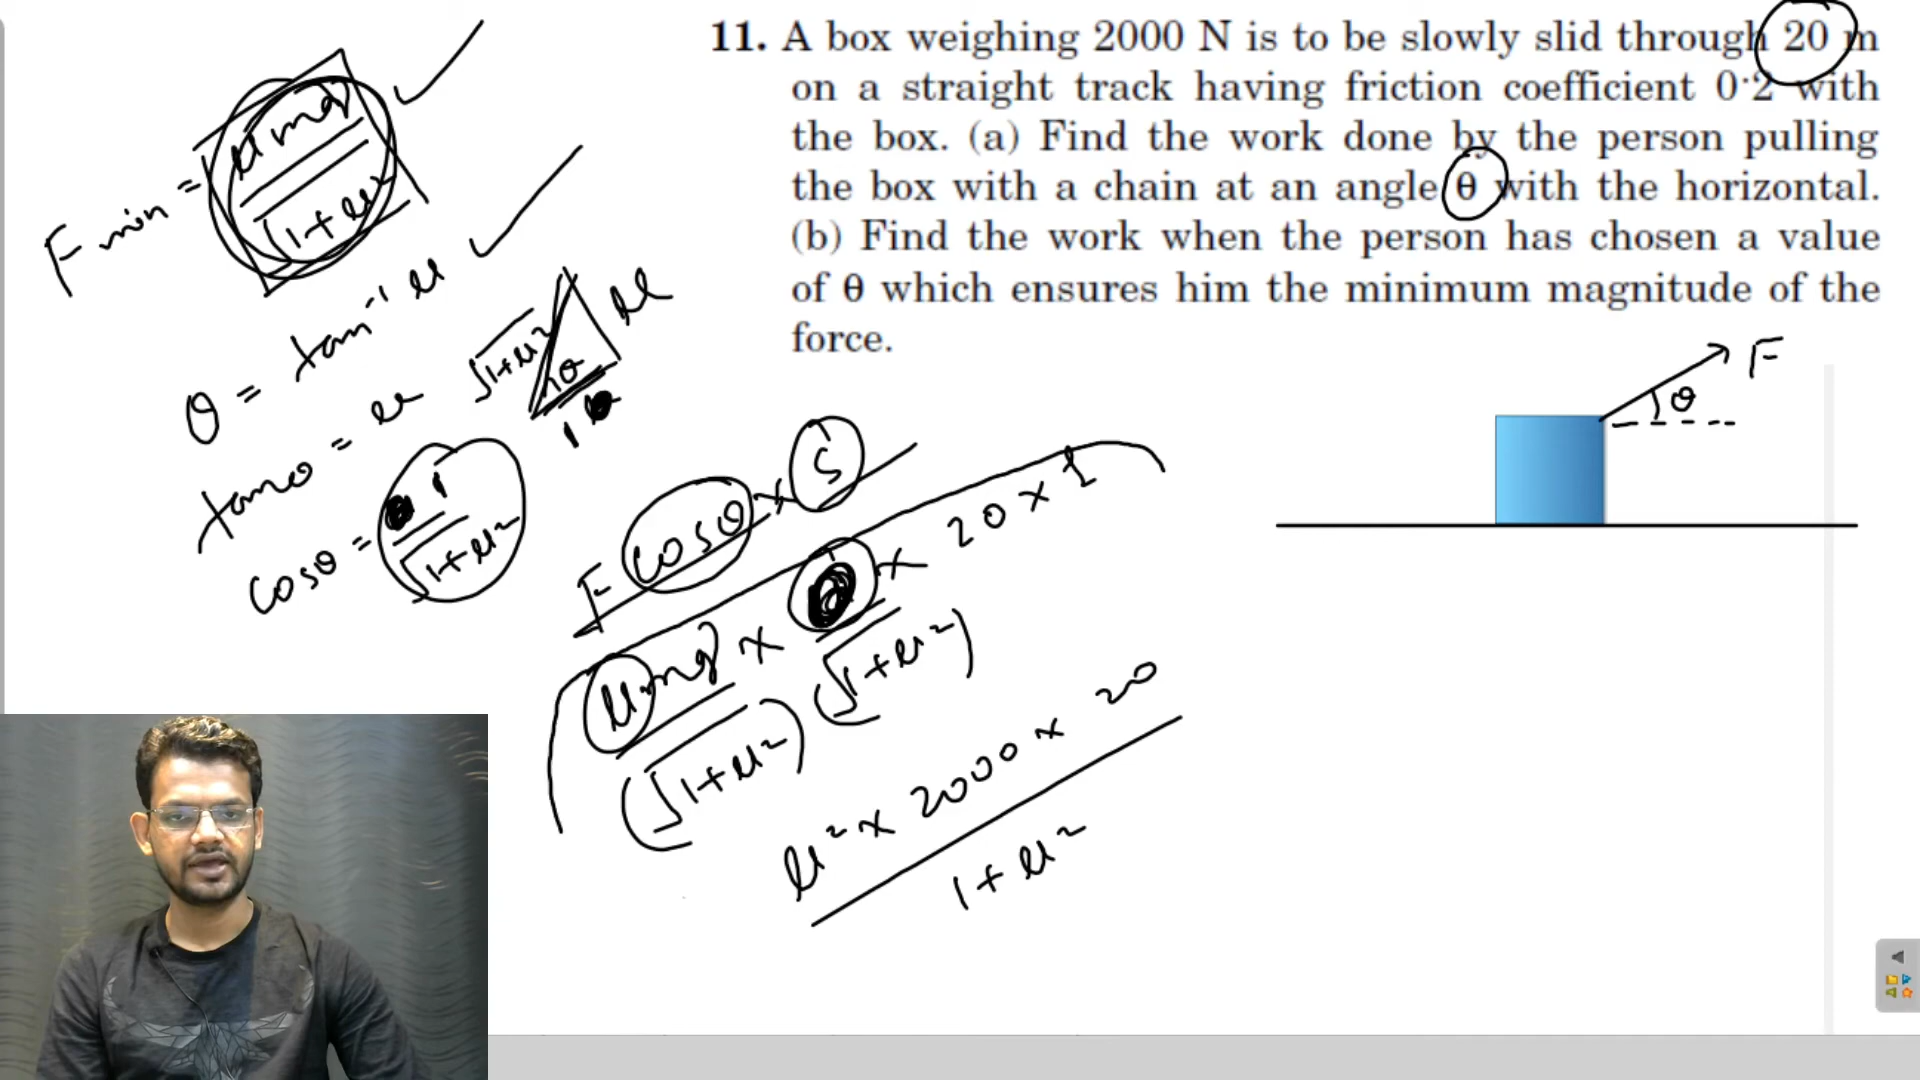 11. A box weighing 2000 N is to be slowly slid through 20 m
on a straight track having friction coefficient 0·2 with
the box. (a) Find the work done by the person pulling
the box with a chain at an angle θ with the horizontal.
(b) Find the work when the person has chosen a value
of θ which ensures him the minimum magnitude of the
force.
F
θ
F min = μmg / √1+μ²
θ = tan⁻¹ μ
tanθ = μ
√1+μ² θ μ
1
cosθ = 1 / √1+μ²
F cosθ × S
μmg / (√1+μ²) × / (√1+μ²) × 20 × 1
μ² × 2000 × 20 / 1+μ²